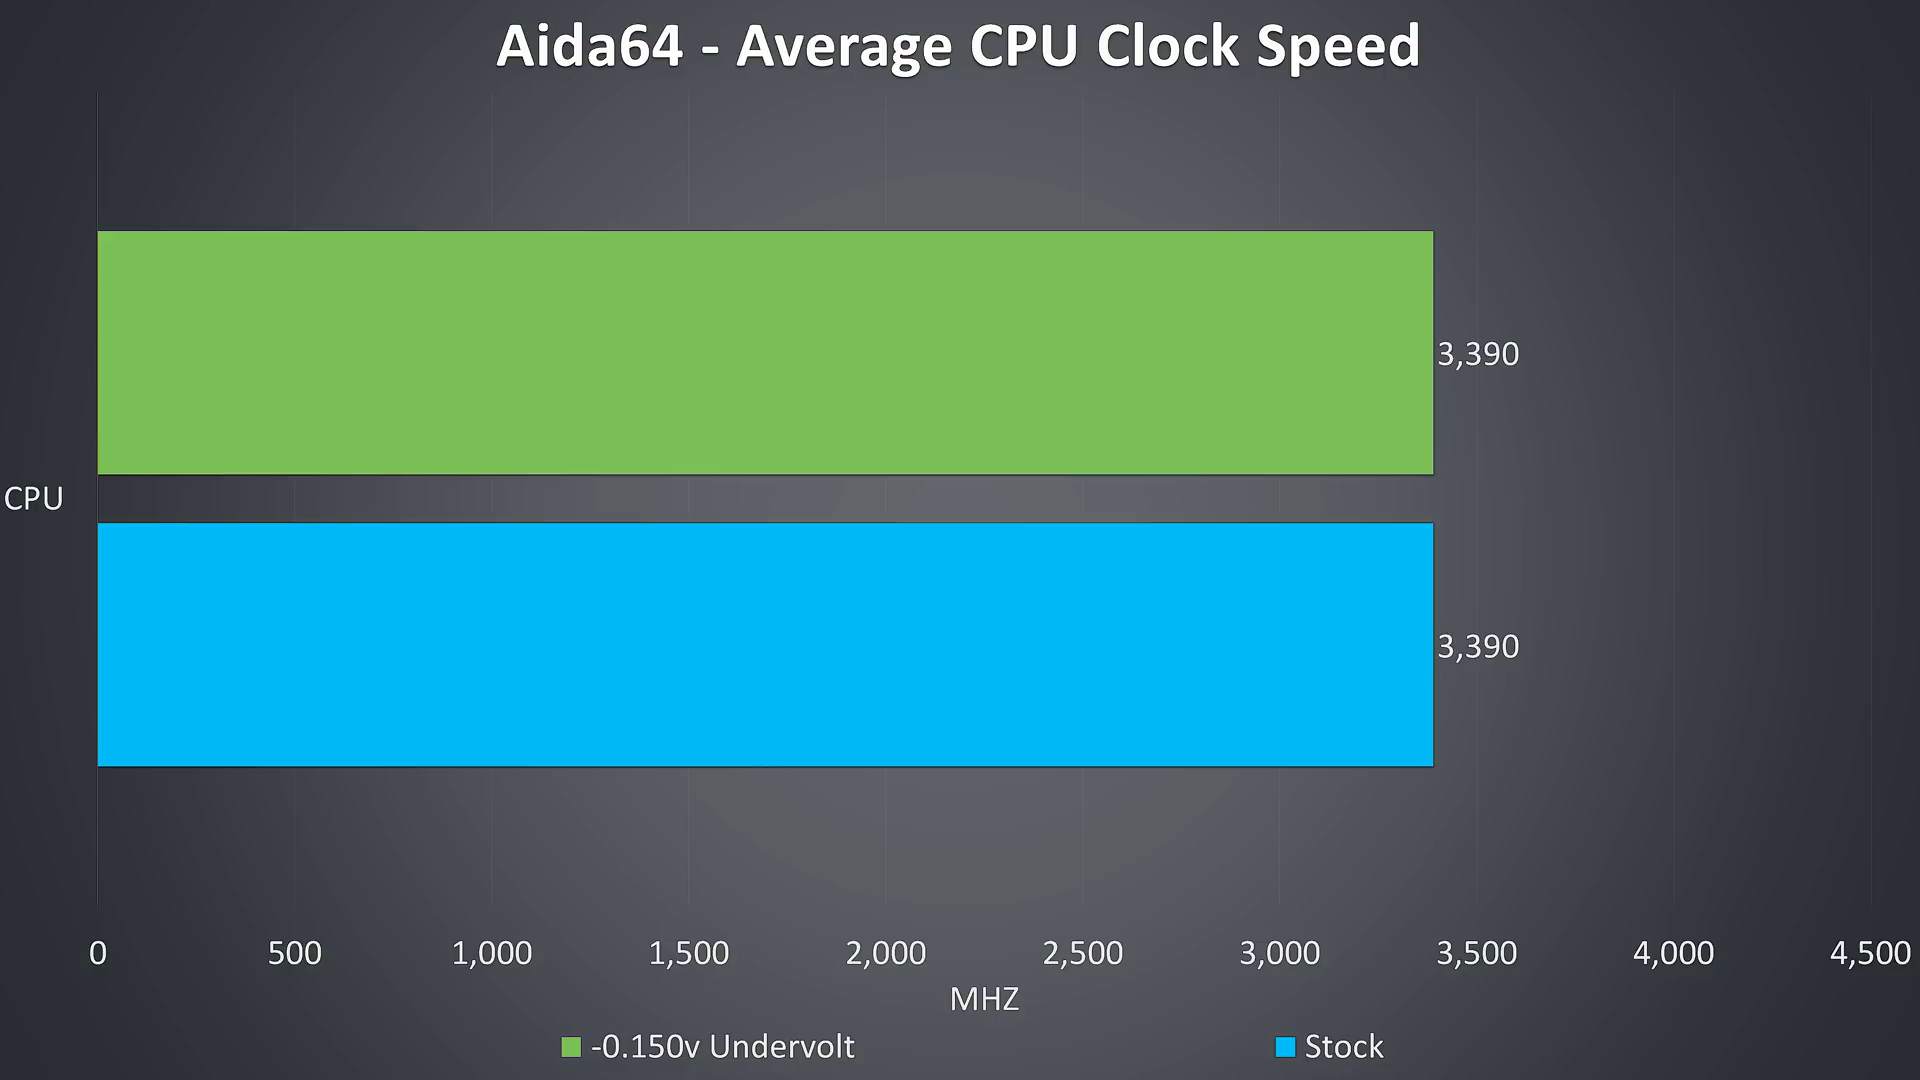 Aida64 - Average CPU Clock Speed
3,390
CPU
3,390
0 500 1,000 1,500 2,000 2,500 3,000 3,500 4,000 4,500
MHZ
-0.150v Undervolt Stock